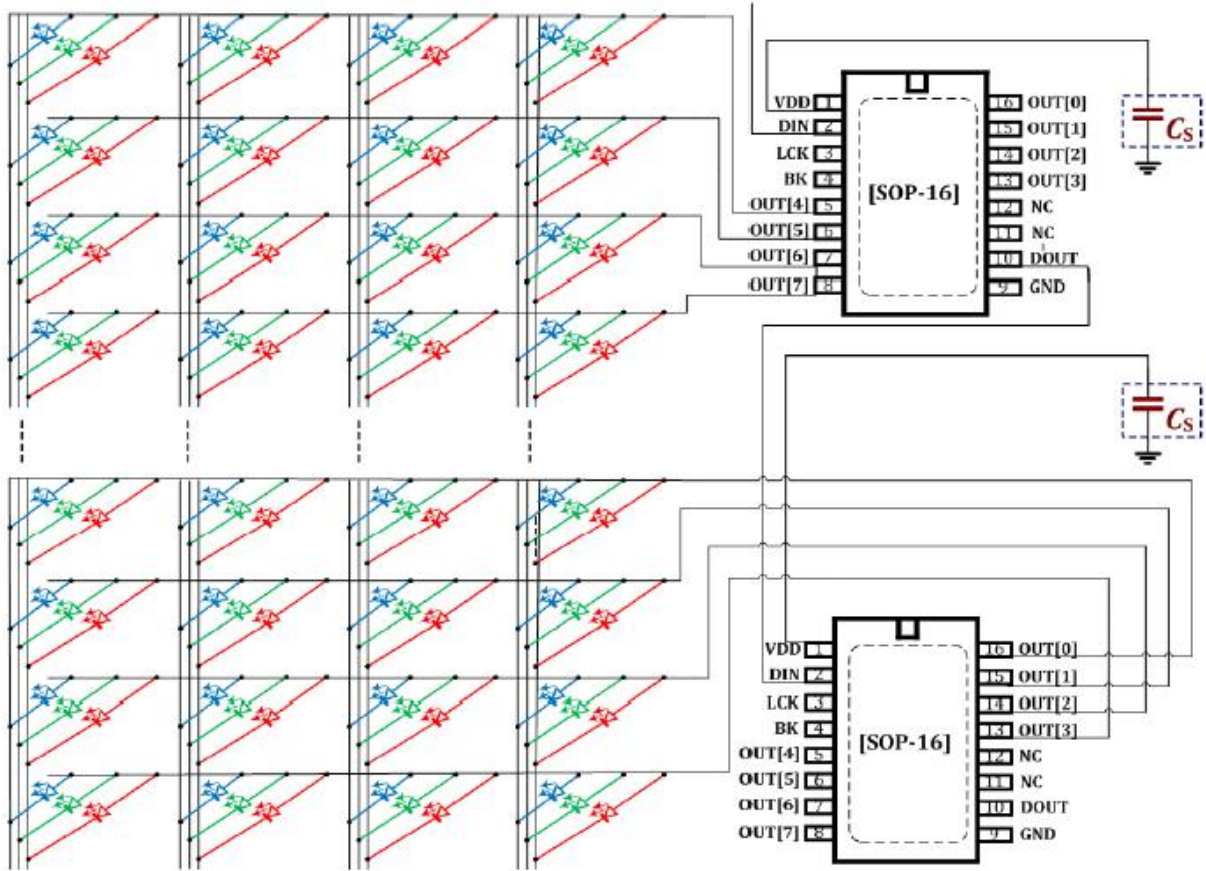 VDD 1 16 OUT[0]
DIN 2 15 OUT[1]
LCK 3 14 OUT[2]
BK 4 13 OUT[3]
[SOP-16]
OUT[4] 5 12 NC
OUT[5] 6 11 NC
OUT[6] 7 10 DOUT
OUT[7] 8 9 GND
CS
CS
VDD 1 16 OUT[0]
DIN 2 15 OUT[1]
LCK 3 14 OUT[2]
BK 4 13 OUT[3]
[SOP-16]
OUT[4] 5 12 NC
OUT[5] 6 11 NC
OUT[6] 7 10 DOUT
OUT[7] 8 9 GND